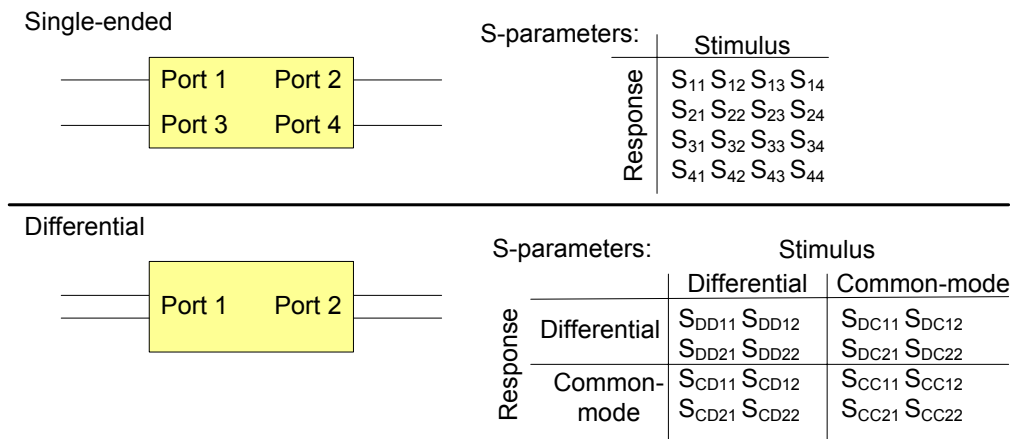 Single-ended
Port 1 Port 2
Port 3 Port 4
S-parameters:
Stimulus
Response
S11 S12 S13 S14
S21 S22 S23 S24
S31 S32 S33 S34
S41 S42 S43 S44
Differential
Port 1 Port 2
S-parameters:
Stimulus
Differential Common-mode
Response
Differential
SDD11 SDD12 SDC11 SDC12
SDD21 SDD22 SDC21 SDC22
Common-
mode
SCD11 SCD12 SCC11 SCC12
SCD21 SCD22 SCC21 SCC22